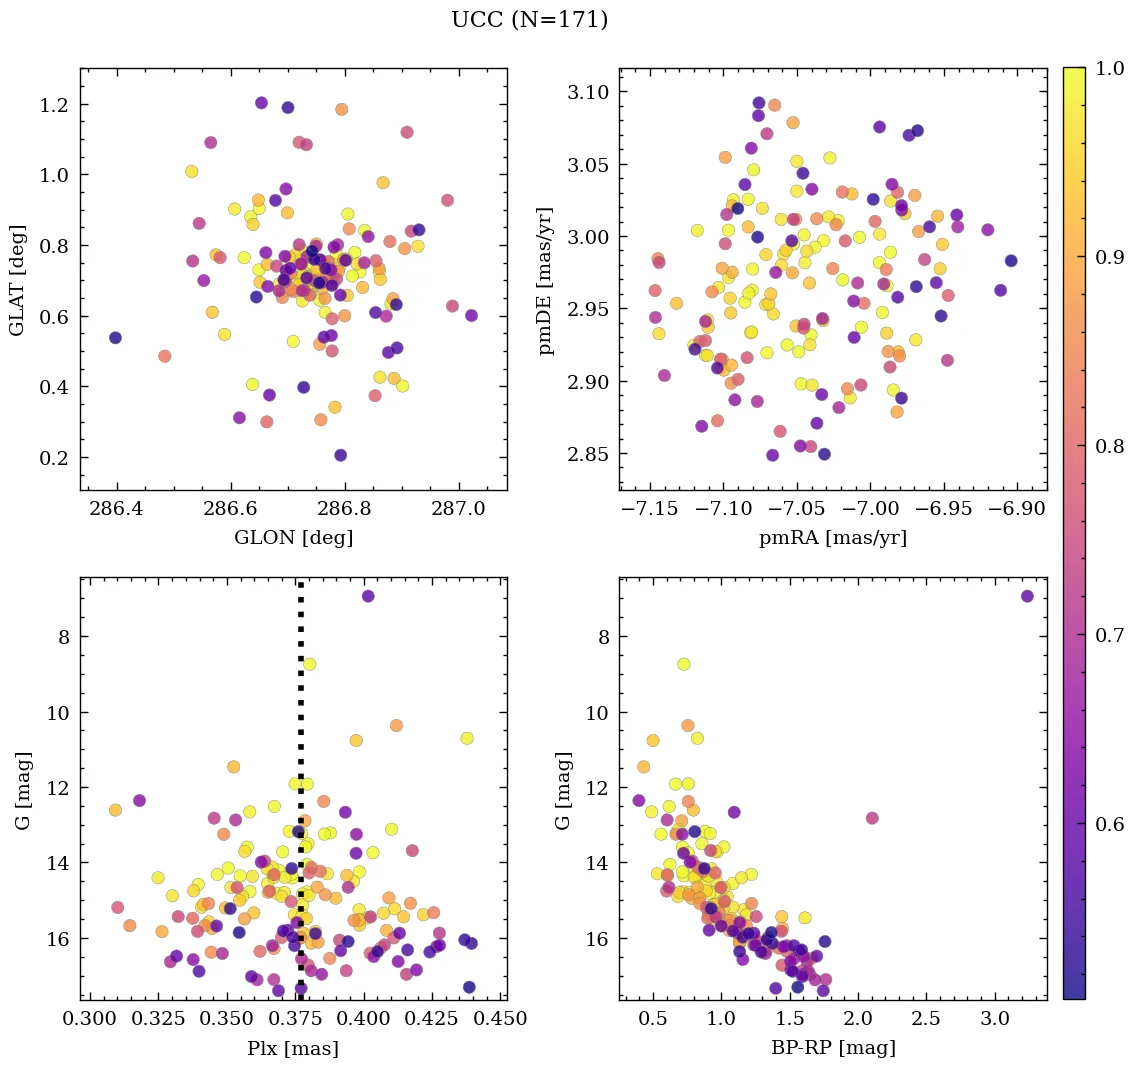 UCC (N=171)
1.2
1.0
0.8
0.6
0.4
0.2
GLAT [deg]
286.4 286.6 286.8 287.0
GLON [deg]
3.10
3.05
3.00
2.95
2.90
2.85
pmDE [mas/yr]
−7.15 −7.10 −7.05 −7.00 −6.95 −6.90
pmRA [mas/yr]
1.0
0.9
0.8
0.7
0.6
8
10
12
14
16
G [mag]
0.300 0.325 0.350 0.375 0.400 0.425 0.450
Plx [mas]
8
10
12
14
16
G [mag]
0.5 1.0 1.5 2.0 2.5 3.0
BP-RP [mag]